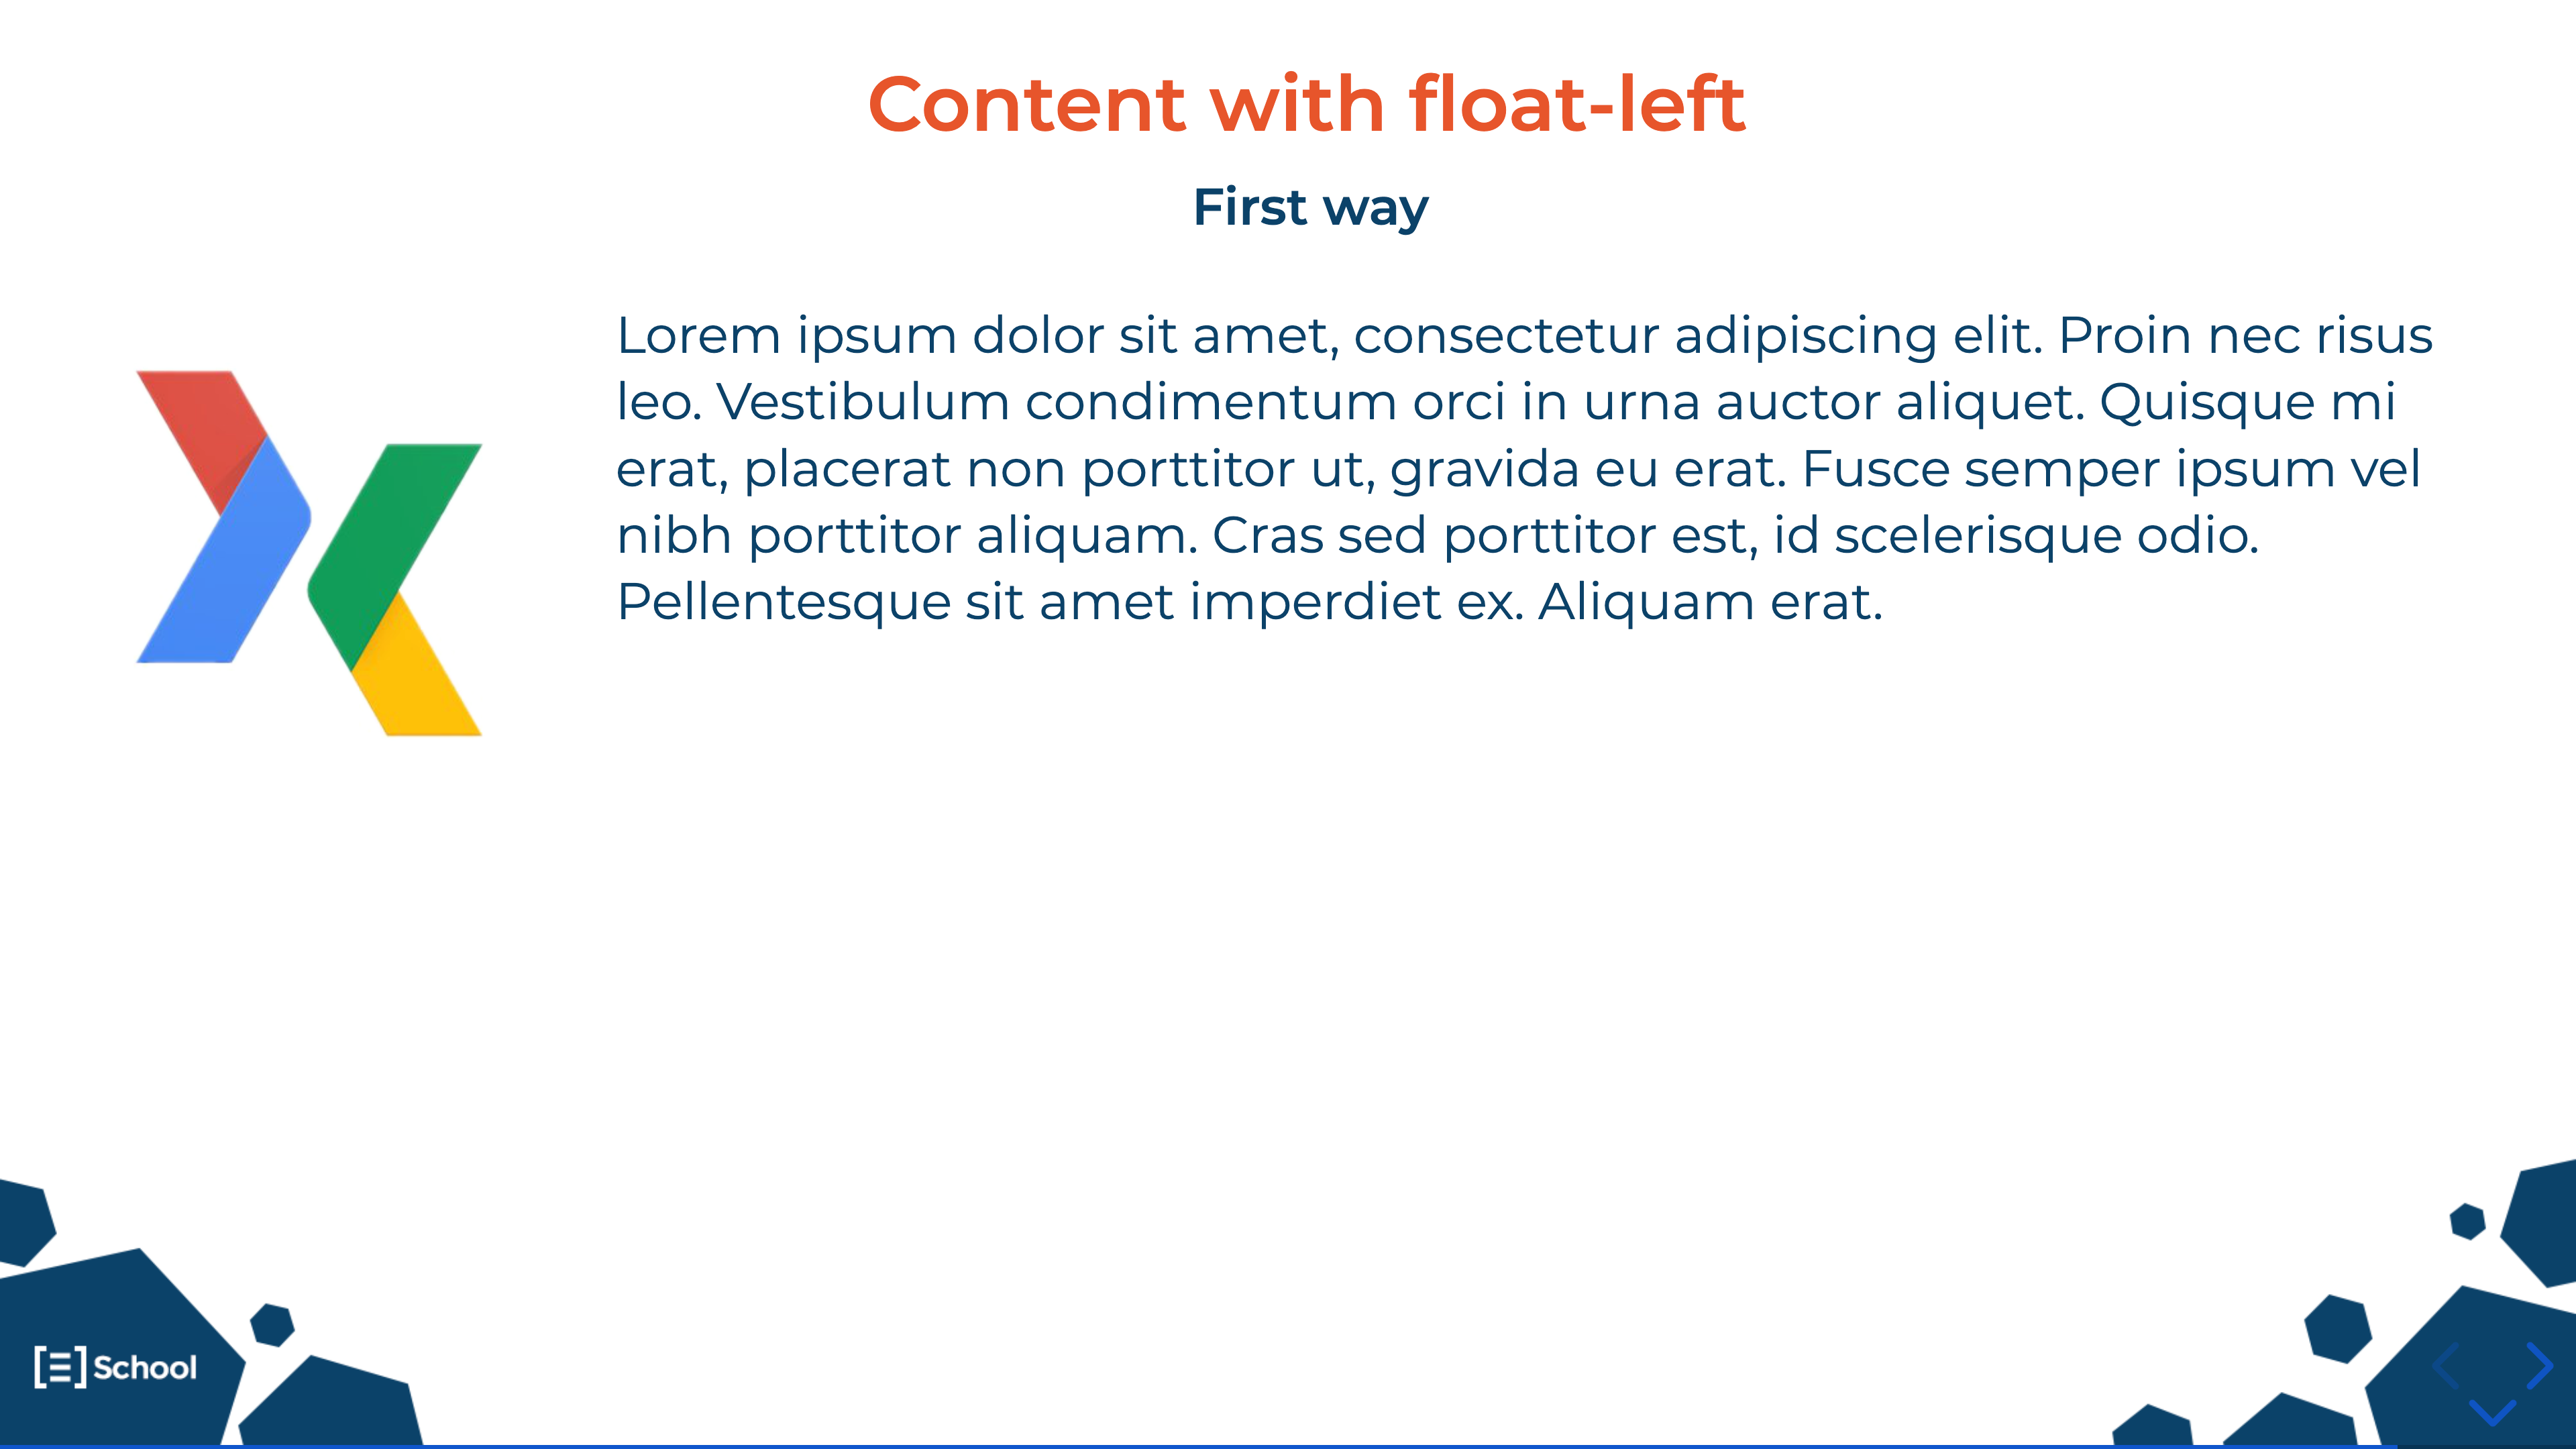 Content with float-left
First way
Lorem ipsum dolor sit amet, consectetur adipiscing elit. Proin nec risus
leo. Vestibulum condimentum orci in urna auctor aliquet. Quisque mi
erat, placerat non porttitor ut, gravida eu erat. Fusce semper ipsum vel
nibh porttitor aliquam. Cras sed porttitor est, id scelerisque odio.
Pellentesque sit amet imperdiet ex. Aliquam erat.
School